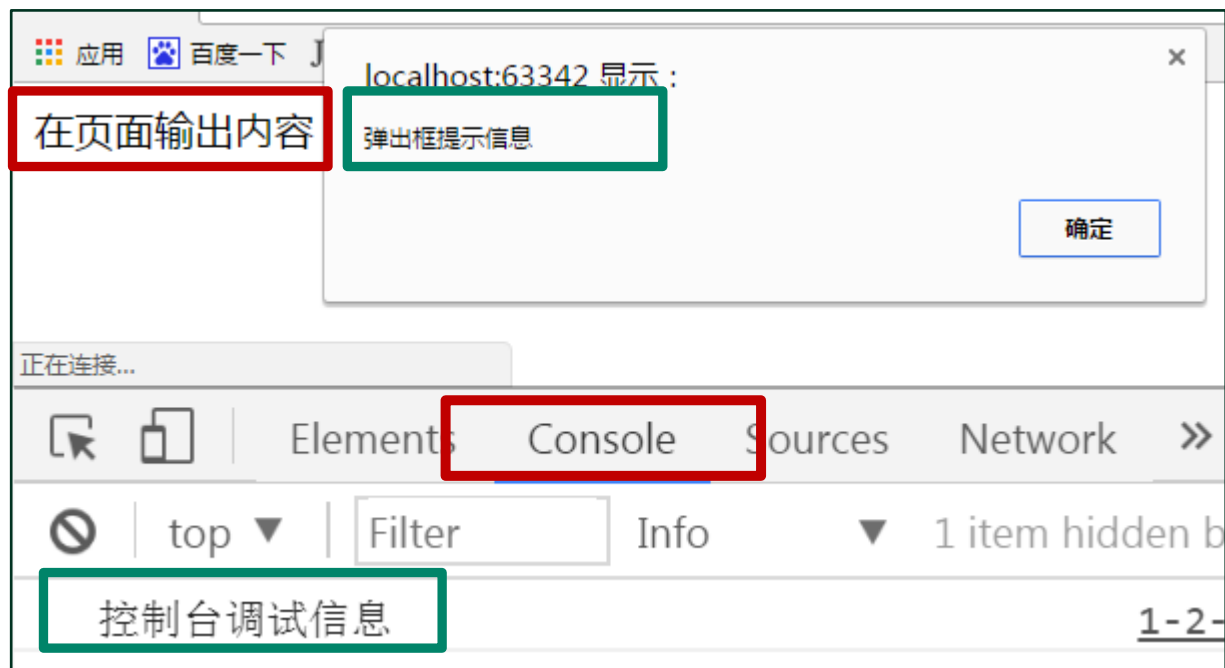 应用 百度一下 J
localhost:63342 显示：
×
在页面输出内容
弹出框提示信息
确定
正在连接...
Elements Console Sources Network »
top ▼ Filter Info ▼ 1 item hidden b
控制台调试信息 1-2-